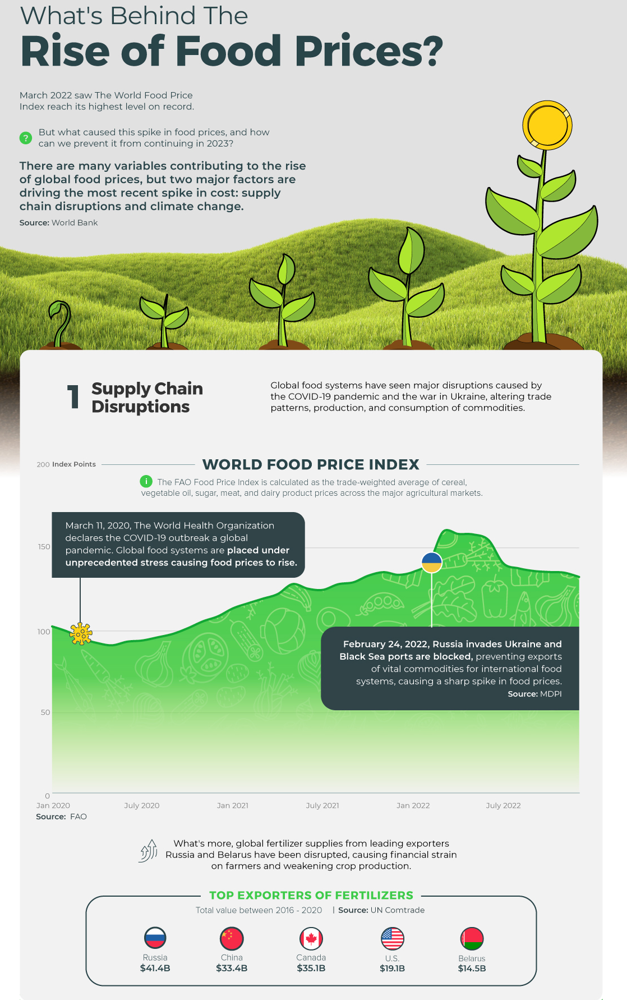 What's Behind The
Rise of Food Prices?
March 2022 saw The World Food Price
Index reach its highest level on record.
?
But what caused this spike in food prices, and how
can we prevent it from continuing in 2023?
There are many variables contributing to the rise
of global food prices, but two major factors are
driving the most recent spike in cost: supply
chain disruptions and climate change.
Source: World Bank
1
Supply Chain
Disruptions
Global food systems have seen major disruptions caused by
the COVID-19 pandemic and the war in Ukraine, altering trade
patterns, production, and consumption of commodities.
200 Index Points
WORLD FOOD PRICE INDEX
i The FAO Food Price Index is calculated as the trade-weighted average of cereal,
vegetable oil, sugar, meat, and dairy product prices across the major agricultural markets.
March 11, 2020, The World Health Organization
declares the COVID-19 outbreak a global
pandemic. Global food systems are placed under
unprecedented stress causing food prices to rise.
150
100
February 24, 2022, Russia invades Ukraine and
Black Sea ports are blocked, preventing exports
of vital commodities for international food
systems, causing a sharp spike in food prices.
Source: MDPI
50
0
Jan 2020 July 2020 Jan 2021 July 2021 Jan 2022 July 2022
Source: FAO
What's more, global fertilizer supplies from leading exporters
Russia and Belarus have been disrupted, causing financial strain
on farmers and weakening crop production.
TOP EXPORTERS OF FERTILIZERS
Total value between 2016 - 2020 | Source: UN Comtrade
Russia China Canada U.S. Belarus
$41.4B $33.4B $35.1B $19.1B $14.5B